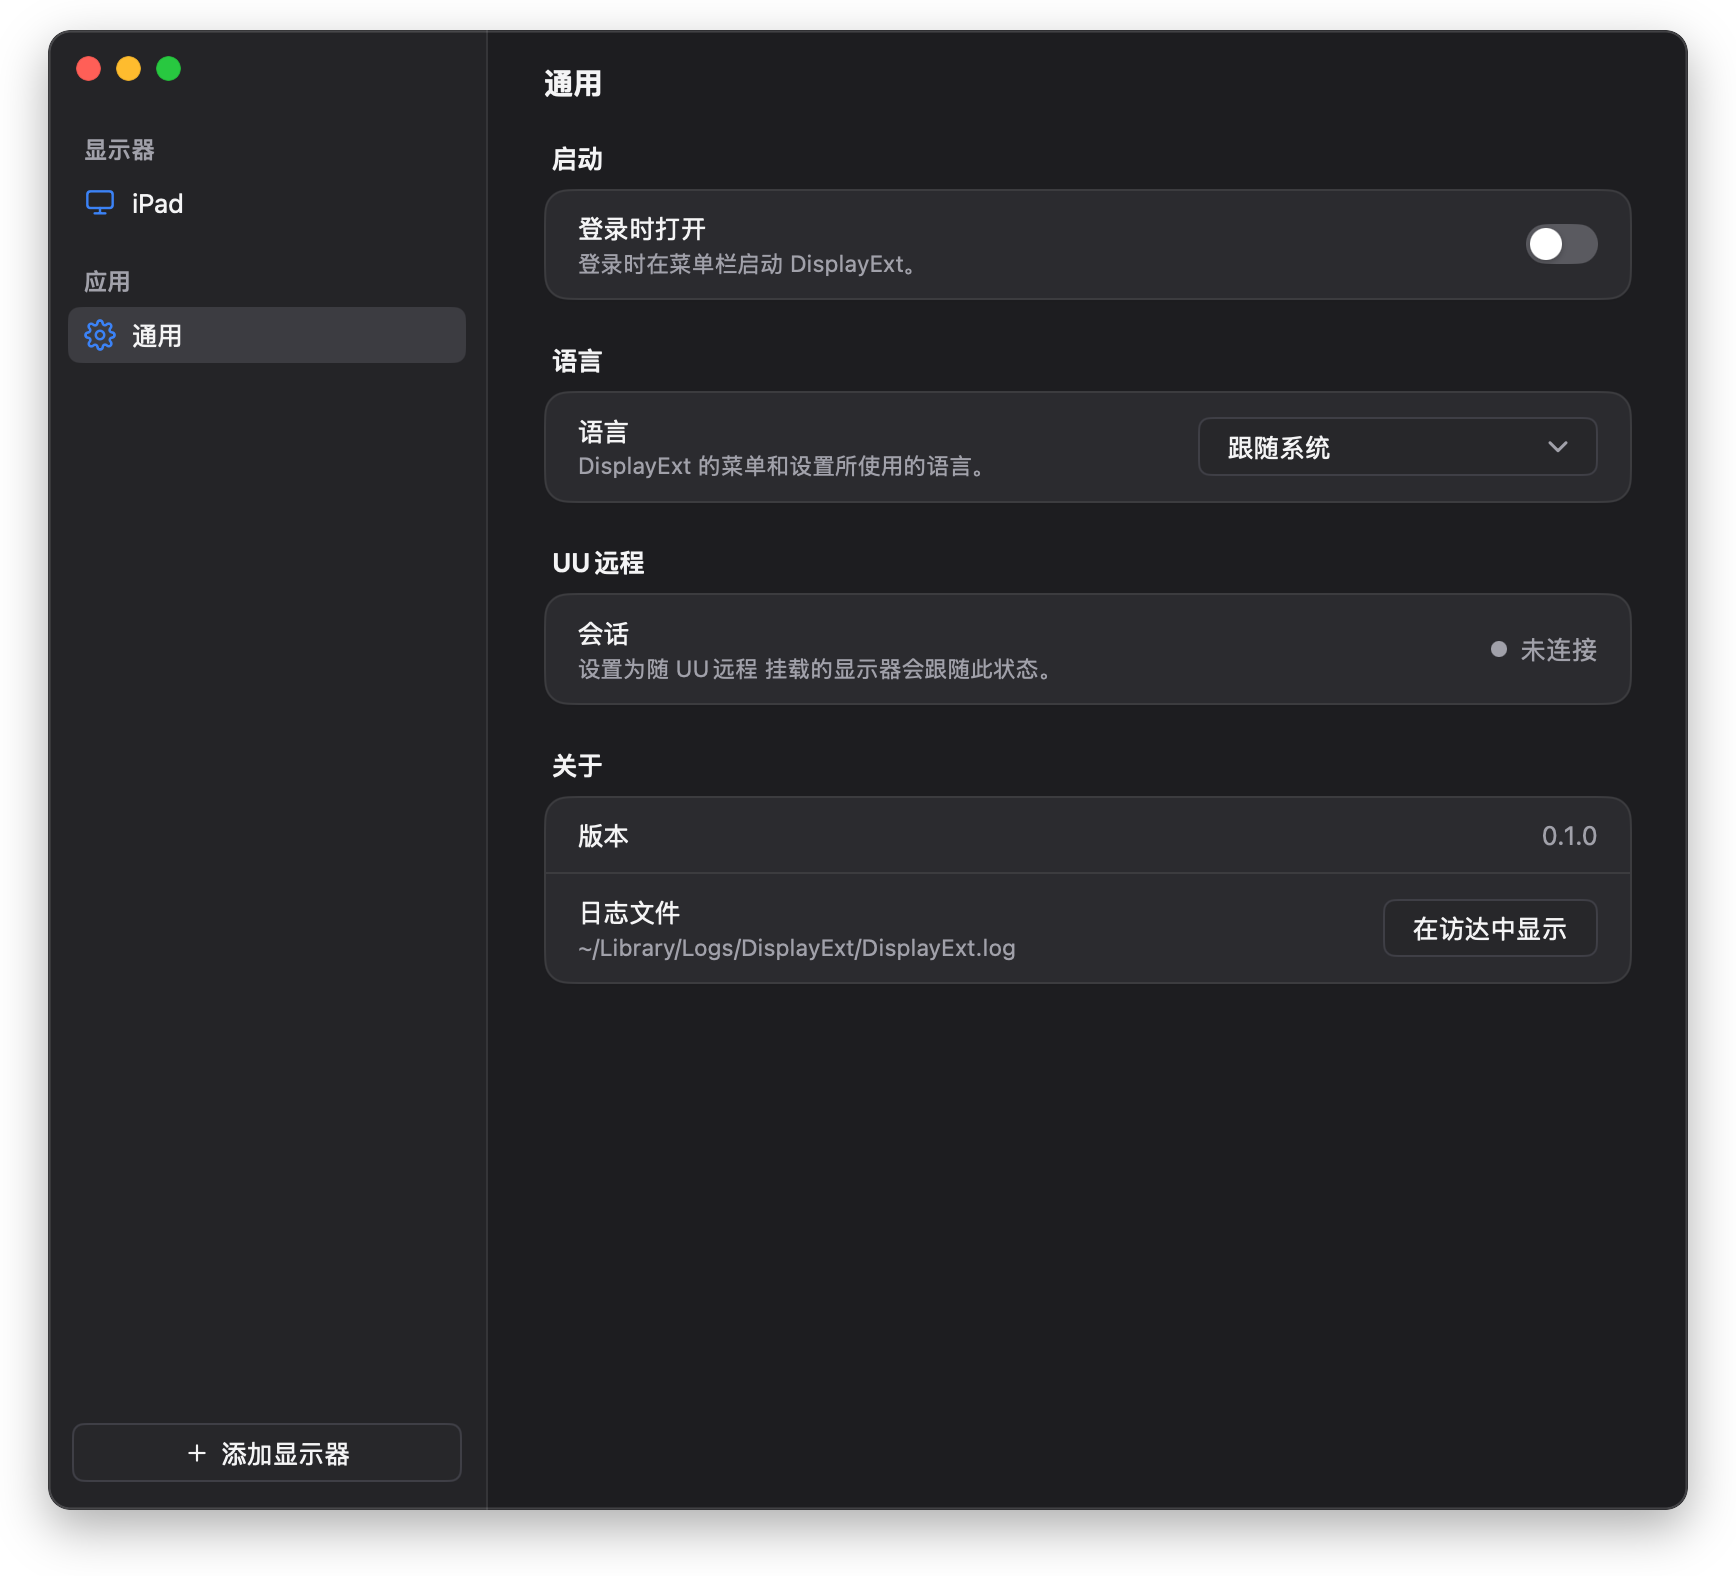 显示器
iPad
应用
通用
添加显示器
通用
启动
登录时打开
登录时在菜单栏启动 DisplayExt。
语言
语言
DisplayExt 的菜单和设置所使用的语言。
跟随系统
UU远程
会话
设置为随 UU远程 挂载的显示器会跟随此状态。
未连接
关于
版本
0.1.0
日志文件
~/Library/Logs/DisplayExt/DisplayExt.log
在访达中显示